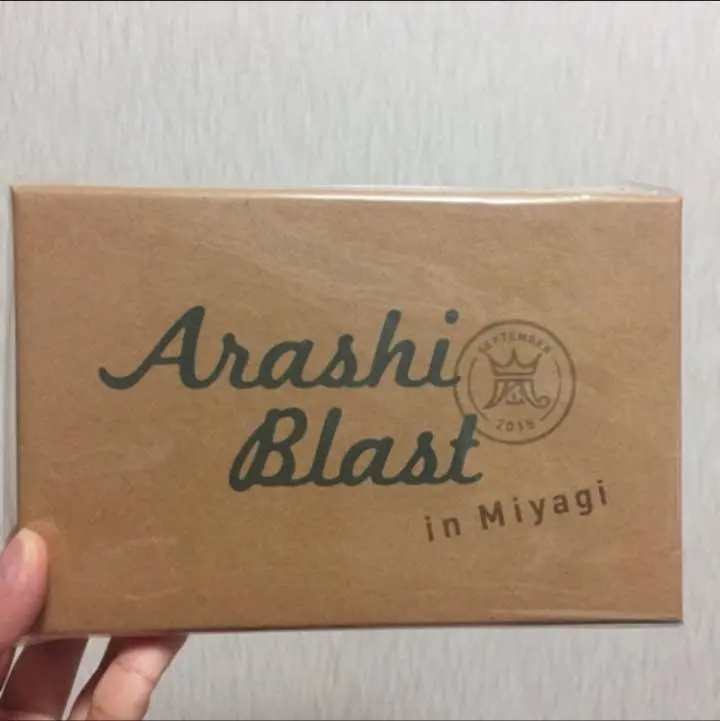 Arashi
Blast
SEPTEMBER
嵐
2015
in Miyagi